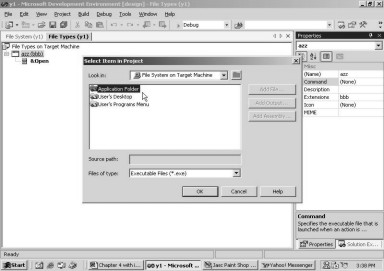 y1 - Microsoft Development Environment [design] - File Types (y1)
File Edit View Project Build Debug Tools Window Help
Debug
File System (y1) File Types (y1)
File Types on Target Machine
azz (bbb)
&Open
Select Item in Project
Look in: File System on Target Machine
Application Folder
User's Desktop
User's Programs Menu
Add File...
Add Output...
Add Assembly...
Source path:
Files of type: Executable Files (*.exe)
OK Cancel Help
Properties
azz
Misc
(Name) azz
Command (None)
Description
Extensions bbb
Icon (None)
MIME
Command
Specifies the executable file that is launched when an action is ...
Properties Solution Ex...
Ready
Start Chapter 4 with i... y1 - Microsoft ... Jasc Paint Shop ... Yahoo! Messenger 3:38 PM